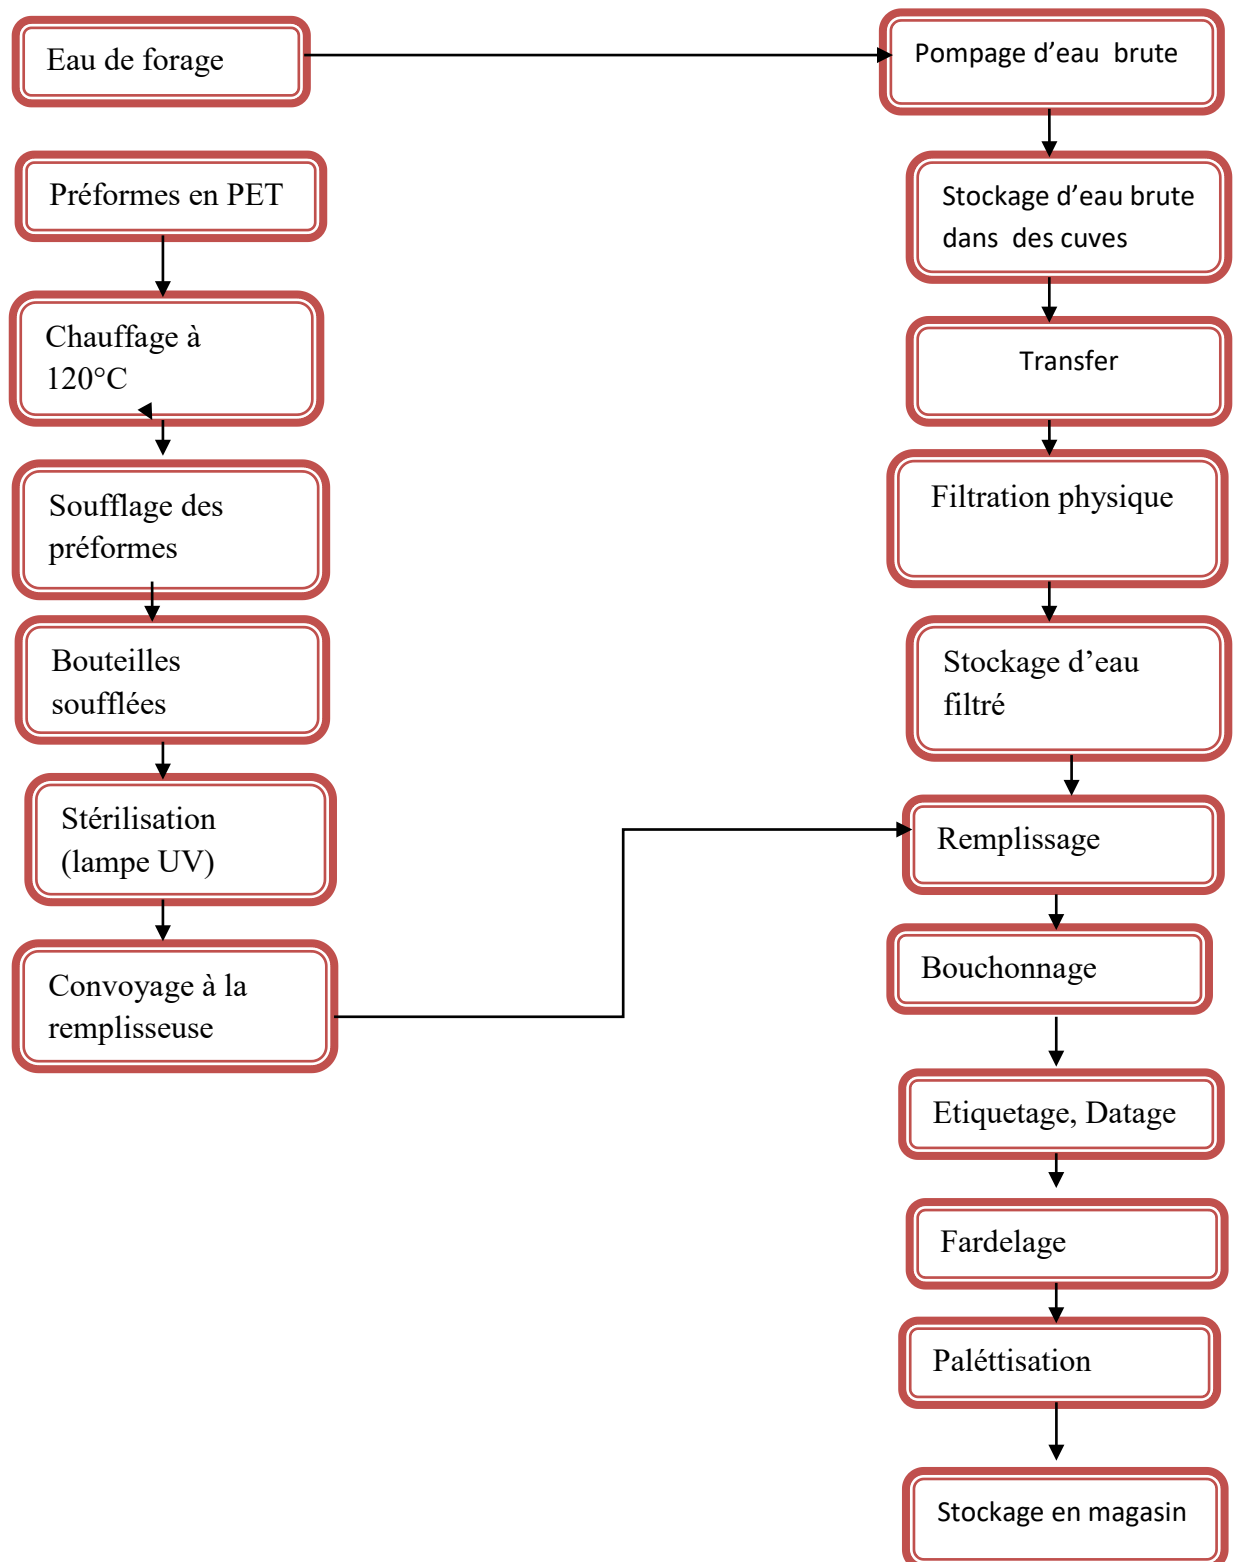 Eau de forage
Pompage d’eau  brute
Préformes en PET
Chauffage à
120°C
Soufflage des
préformes
Bouteilles
soufflées
Stérilisation
(lampe UV)
Convoyage à la
remplisseuse
Stockage d’eau brute
dans  des cuves
Transfer
Filtration physique
Stockage d’eau
filtré
Remplissage
Bouchonnage
Etiquetage, Datage
Fardelage
Paléttisation
Stockage en magasin